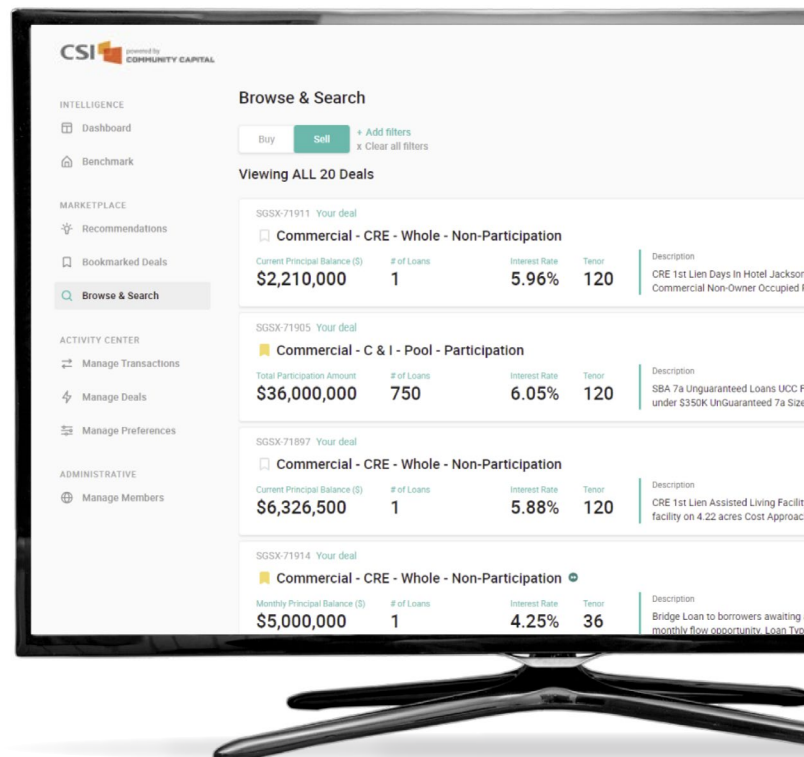 CSI powered by
COMMUNITY CAPITAL
INTELLIGENCE
Dashboard
Benchmark
MARKETPLACE
Recommendations
Bookmarked Deals
Browse & Search
ACTIVITY CENTER
Manage Transactions
Manage Deals
Manage Preferences
ADMINISTRATIVE
Manage Members
Browse & Search
Buy Sell + Add filters
x Clear all filters
Viewing ALL 20 Deals
SGSX-71911 Your deal
Commercial - CRE - Whole - Non-Participation
Current Principal Balance ($) # of Loans Interest Rate Tenor
$2,210,000 1 5.96% 120
Description
CRE 1st Lien Days In Hotel Jackson
Commercial Non-Owner Occupied
SGSX-71905 Your deal
Commercial - C & I - Pool - Participation
Total Participation Amount # of Loans Interest Rate Tenor
$36,000,000 750 6.05% 120
Description
SBA 7a Unguaranteed Loans UCC F
under $350K UnGuaranteed 7a Size
SGSX-71897 Your deal
Commercial - CRE - Whole - Non-Participation
Current Principal Balance ($) # of Loans Interest Rate Tenor
$6,326,500 1 5.88% 120
Description
CRE 1st Lien Assisted Living Facilit
facility on 4.22 acres Cost Approac
SGSX-71914 Your deal
Commercial - CRE - Whole - Non-Participation
Monthly Principal Balance ($) # of Loans Interest Rate Tenor
$5,000,000 1 4.25% 36
Description
Bridge Loan to borrowers awaiting
monthly flow opportunity. Loan Typ